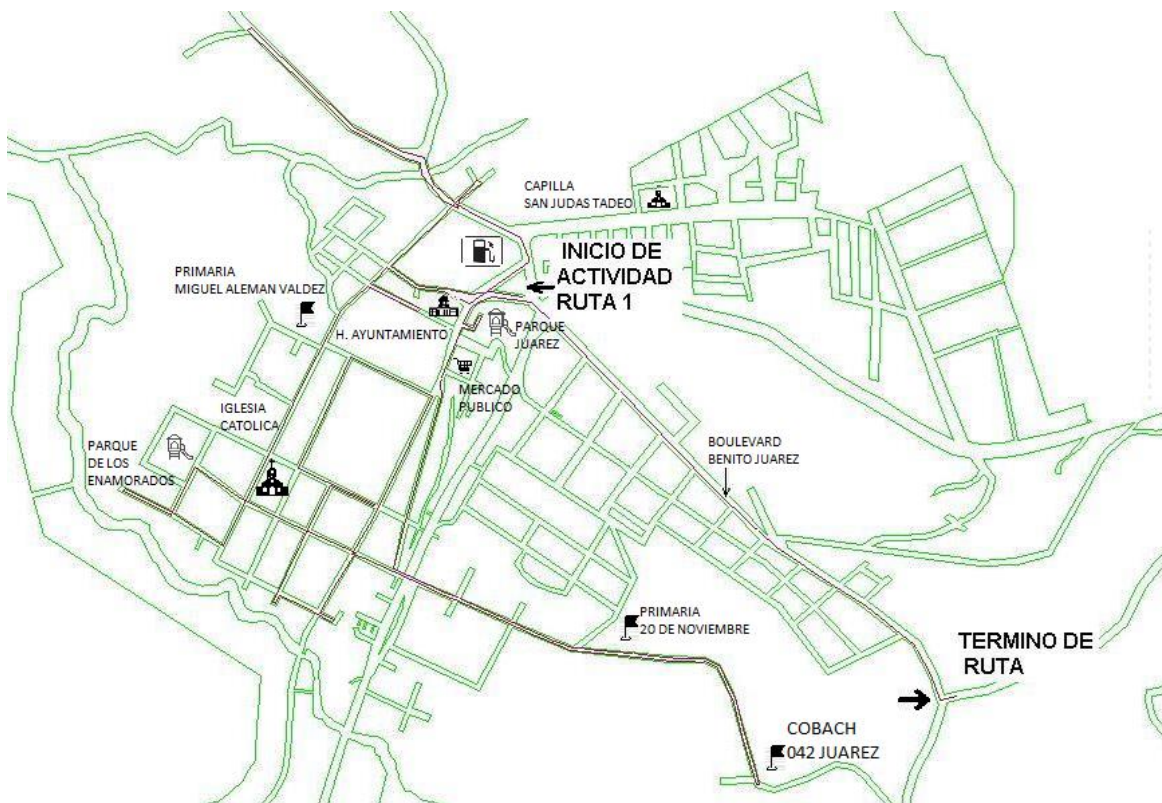 CAPILLA
SAN JUDAS TADEO
INICIO DE
ACTIVIDAD
RUTA 1
PRIMARIA
MIGUEL ALEMAN VALDEZ
H. AYUNTAMIENTO
PARQUE
JUAREZ
MERCADO
PUBLICO
IGLESIA
CATOLICA
PARQUE
DE LOS
ENAMORADOS
BOULEVARD
BENITO JUAREZ
PRIMARIA
20 DE NOVIEMBRE
TERMINO DE
RUTA
COBACH
042 JUAREZ